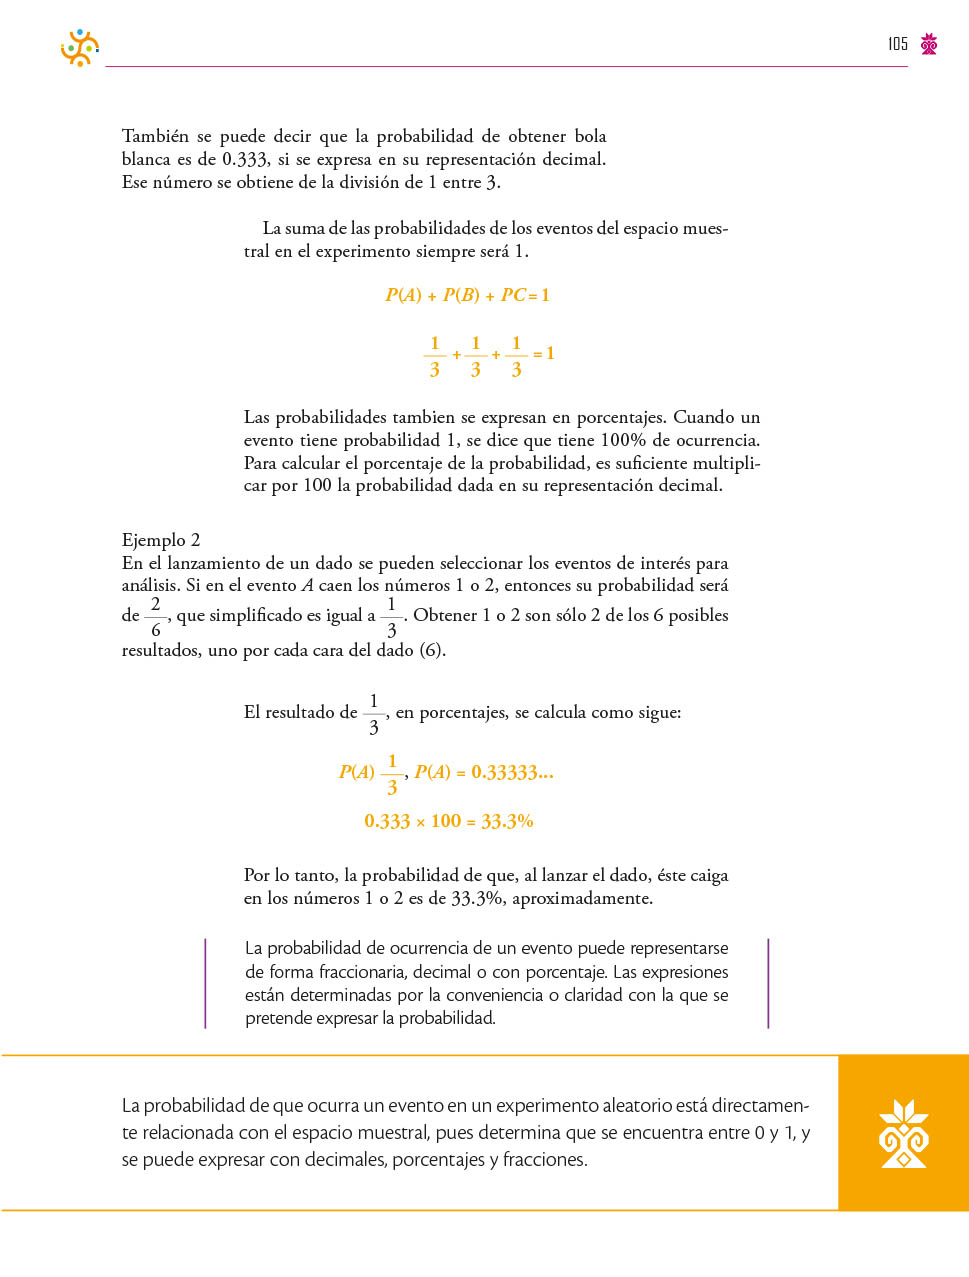 105
También se puede decir que la probabilidad de obtener bola
blanca es de 0.333, si se expresa en su representación decimal.
Ese número se obtiene de la división de 1 entre 3.
La suma de las probabilidades de los eventos del espacio mues-
tral en el experimento siempre será 1.
P(A) + P(B) + PC = 1
1/3 + 1/3 + 1/3 = 1
Las probabilidades tambien se expresan en porcentajes. Cuando un
evento tiene probabilidad 1, se dice que tiene 100% de ocurrencia.
Para calcular el porcentaje de la probabilidad, es suficiente multipli-
car por 100 la probabilidad dada en su representación decimal.
Ejemplo 2
En el lanzamiento de un dado se pueden seleccionar los eventos de interés para
análisis. Si en el evento A caen los números 1 o 2, entonces su probabilidad será
de 2/6, que simplificado es igual a 1/3. Obtener 1 o 2 son sólo 2 de los 6 posibles
resultados, uno por cada cara del dado (6).
El resultado de 1/3, en porcentajes, se calcula como sigue:
P(A) 1/3, P(A) = 0.33333...
0.333 × 100 = 33.3%
Por lo tanto, la probabilidad de que, al lanzar el dado, éste caiga
en los números 1 o 2 es de 33.3%, aproximadamente.
La probabilidad de ocurrencia de un evento puede representarse
de forma fraccionaria, decimal o con porcentaje. Las expresiones
están determinadas por la conveniencia o claridad con la que se
pretende expresar la probabilidad.
La probabilidad de que ocurra un evento en un experimento aleatorio está directamen-
te relacionada con el espacio muestral, pues determina que se encuentra entre 0 y 1, y
se puede expresar con decimales, porcentajes y fracciones.